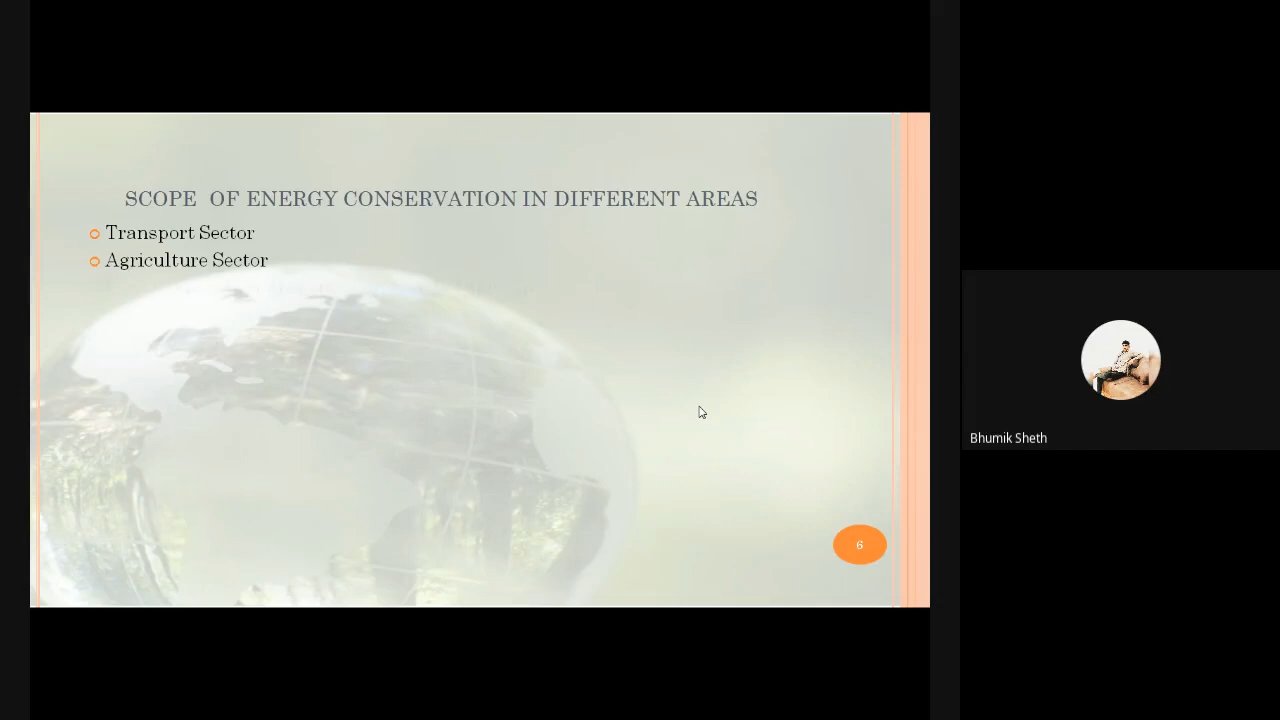 SCOPE  OF ENERGY CONSERVATION IN DIFFERENT AREAS
Transport Sector
Agriculture Sector
6
Bhumik Sheth